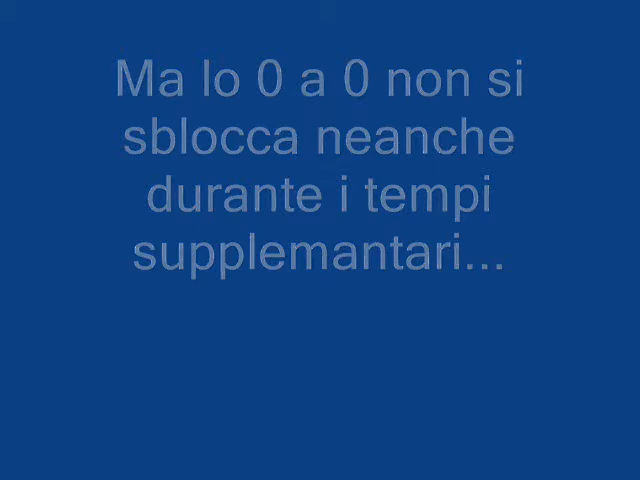 Ma lo 0 a 0 non si
sblocca neanche
durante i tempi
supplemantari...